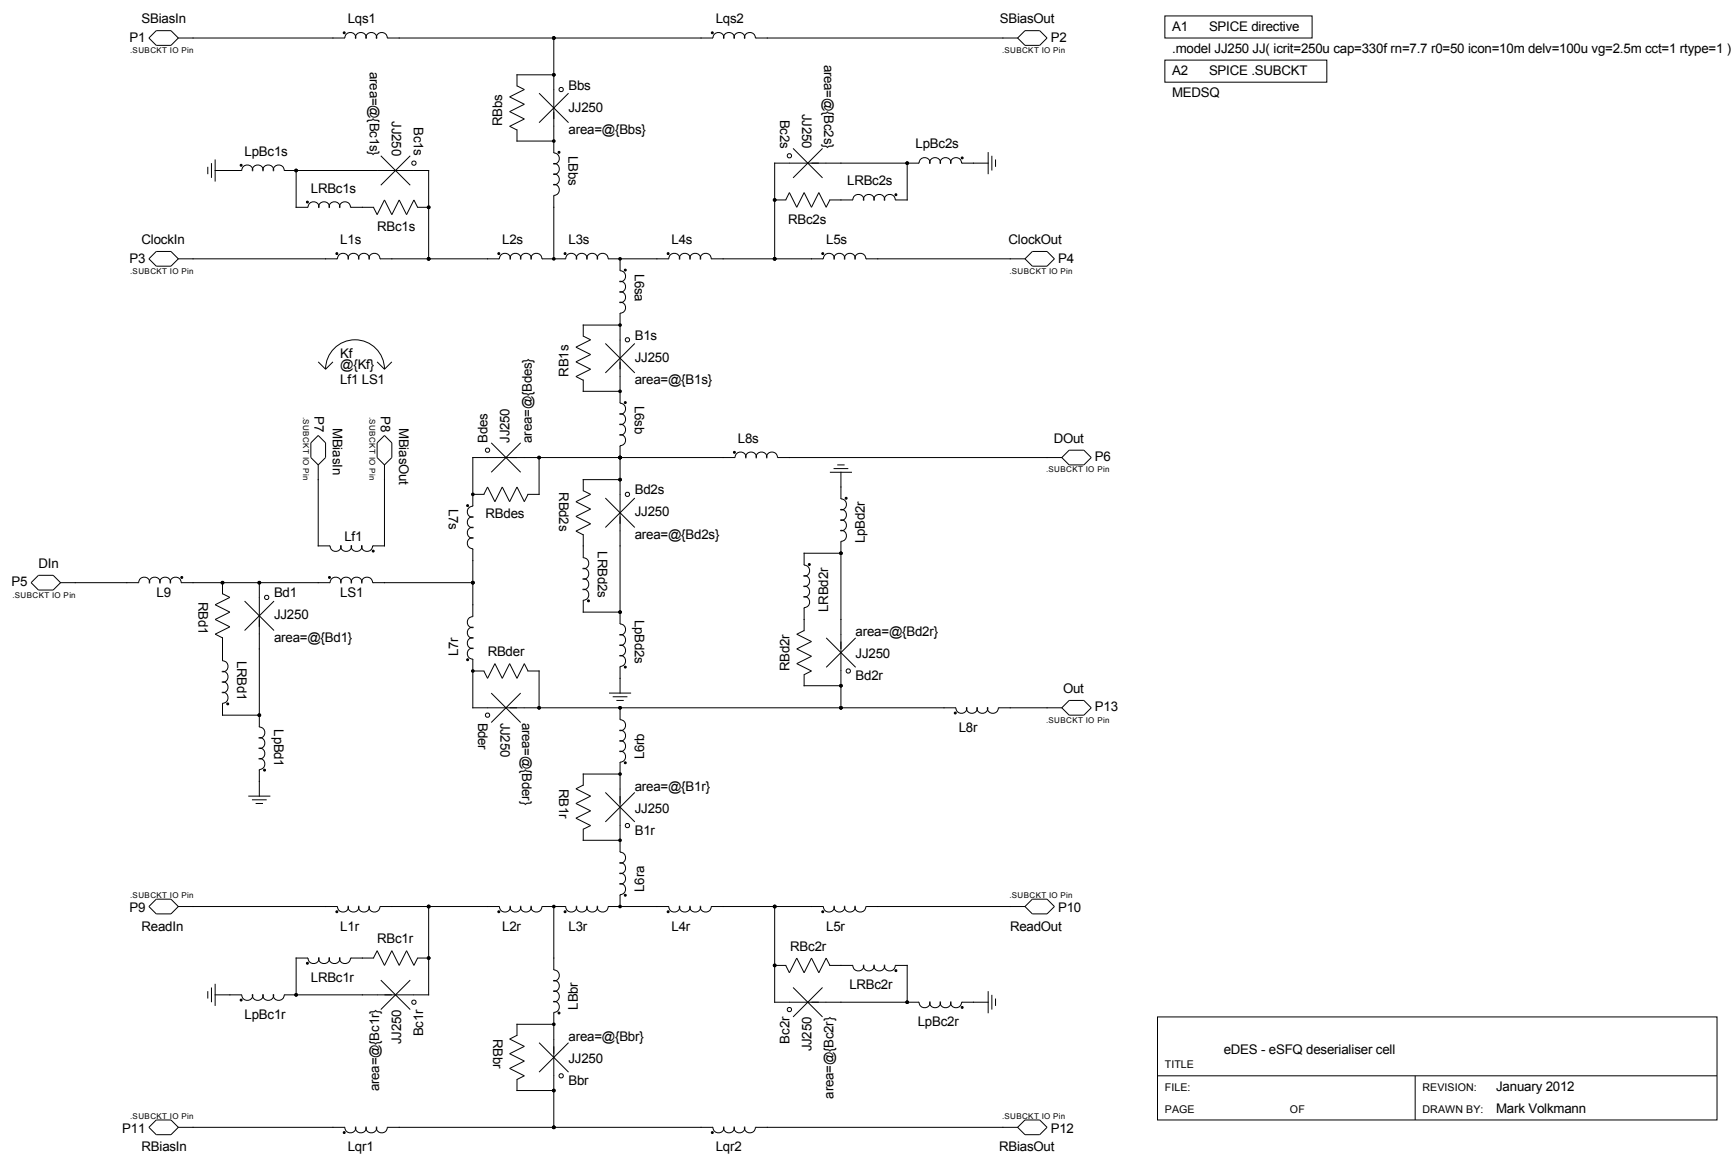 SBiasIn
P1
.SUBCKT IO Pin
Lqs1
Lqs2
SBiasOut
P2
.SUBCKT IO Pin
A1 SPICE directive
.model JJ250 JJ( icrit=250u cap=330f rn=7.7 r0=50 icon=10m delv=100u vg=2.5m cct=1 rtype=1 )
A2 SPICE .SUBCKT
MEDSQ
RBbs
Bbs
JJ250
area=@{Bbs}
LBbs
area=@{Bc1s}
JJ250
Bc1s
LpBc1s
LRBc1s
RBc1s
Bc2s
JJ250
area=@{Bc2s}
LpBc2s
LRBc2s
RBc2s
ClockIn
P3
.SUBCKT IO Pin
L1s
L2s
L3s
L4s
L5s
ClockOut
P4
.SUBCKT IO Pin
L6sa
RB1s
B1s
JJ250
area=@{B1s}
L6sb
Kf
@{Kf}
Lf1 LS1
P7
.SUBCKT IO Pin
MBiasIn
P8
.SUBCKT IO Pin
MBiasOut
Lf1
Bdes
JJ250
area=@{Bdes}
RBdes
L7s
L8s
DOut
P6
.SUBCKT IO Pin
RBd2s
Bd2s
JJ250
area=@{Bd2s}
LRBd2s
LpBd2s
LpBd2r
LRBd2r
RBd2r
area=@{Bd2r}
JJ250
Bd2r
DIn
P5
.SUBCKT IO Pin
L9
RBd1
Bd1
JJ250
area=@{Bd1}
LRBd1
LpBd1
LS1
L7r
RBder
Bder
JJ250
area=@{Bder}
Out
P13
.SUBCKT IO Pin
L8r
L6rb
RB1r
area=@{B1r}
JJ250
B1r
L6ra
.SUBCKT IO Pin
P9
ReadIn
L1r
L2r
L3r
L4r
L5r
.SUBCKT IO Pin
P10
ReadOut
RBc1r
LRBc1r
LpBc1r
area=@{Bc1r}
JJ250
Bc1r
LBbr
RBbr
area=@{Bbr}
JJ250
Bbr
RBc2r
LRBc2r
LpBc2r
Bc2r
JJ250
area=@{Bc2r}
.SUBCKT IO Pin
P11
RBiasIn
Lqr1
Lqr2
.SUBCKT IO Pin
P12
RBiasOut
eDES - eSFQ deserialiser cell
TITLE
FILE:
REVISION: January 2012
PAGE OF
DRAWN BY: Mark Volkmann